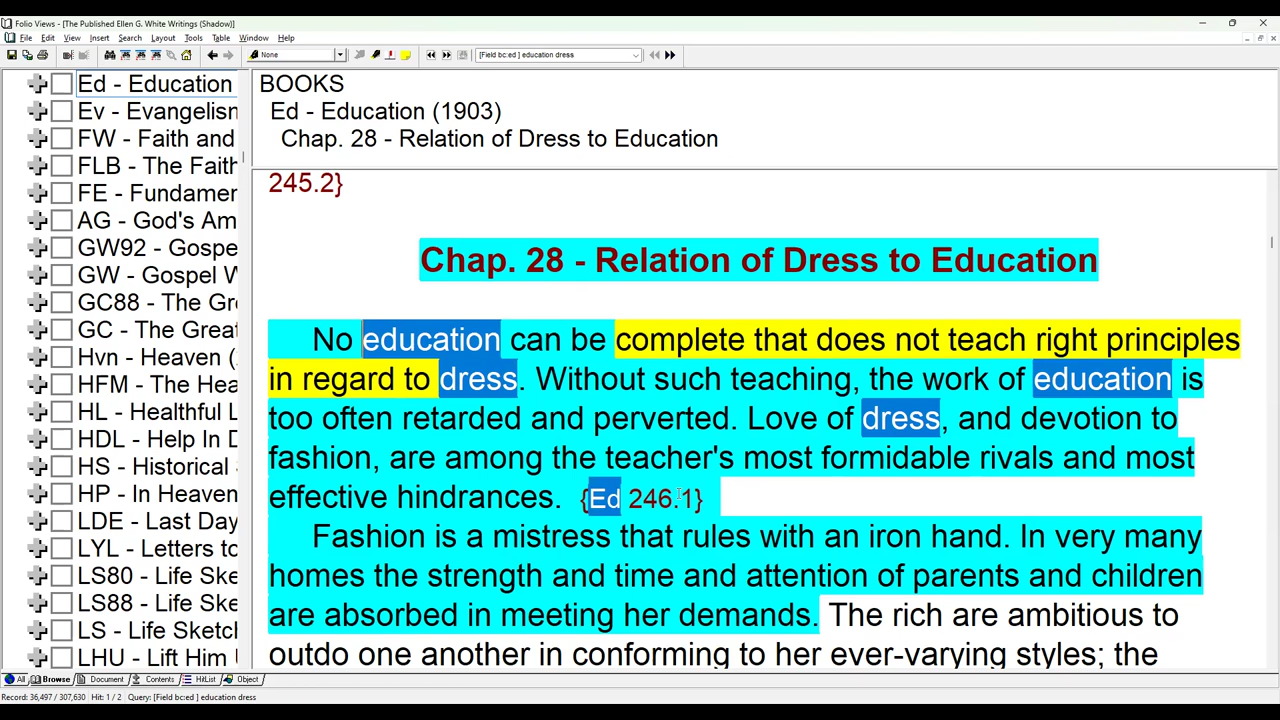 Folio Views - [The Published Ellen G. White Writings (Shadow)]
File Edit View Insert Search Layout Tools Table Window Help
None
[Field bc:ed ] education dress
Ed - Education
Ev - Evangelism
FW - Faith and
FLB - The Faith
FE - Fundamen
AG - God's Am
GW92 - Gospe
GW - Gospel W
GC88 - The Gre
GC - The Great
Hvn - Heaven (
HFM - The Hea
HL - Healthful L
HDL - Help In D
HS - Historical
HP - In Heaven
LDE - Last Day
LYL - Letters to
LS80 - Life Ske
LS88 - Life Ske
LS - Life Sketch
LHU - Lift Him U
BOOKS
Ed - Education (1903)
Chap. 28 - Relation of Dress to Education
245.2}
Chap. 28 - Relation of Dress to Education
No education can be complete that does not teach right principles
in regard to dress. Without such teaching, the work of education is
too often retarded and perverted. Love of dress, and devotion to
fashion, are among the teacher's most formidable rivals and most
effective hindrances. {Ed 246.1}
Fashion is a mistress that rules with an iron hand. In very many
homes the strength and time and attention of parents and children
are absorbed in meeting her demands. The rich are ambitious to
outdo one another in conforming to her ever-varying styles; the
All Browse Document Contents HitList Object
Record: 36,497 / 307,630 Hit: 1 / 2 Query: [Field bc:ed ] education dress